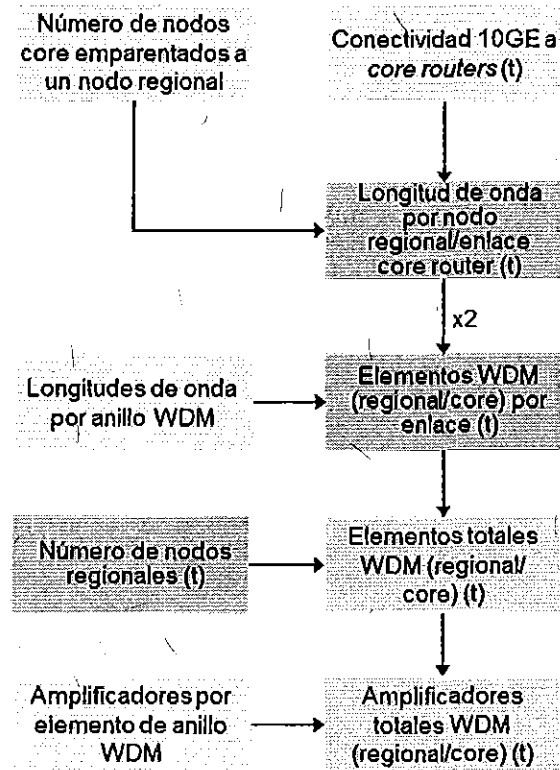 Número de nodos
core emparentados a
un nodo regional
Conectividad 10GE a
core routers (t)
Longitud de onda
por nodo
regional/enlace
core router (t)
x2
Longitudes de onda
por anillo WDM
Elementos WDM
(regional/core) por
enlace (t)
Número de nodos
regionales (t)
Elementos totales
WDM (regional/
core) (t)
Amplificadores por
elemento de anillo
WDM
Amplificadores
totales WDM
(regional/core) (t)